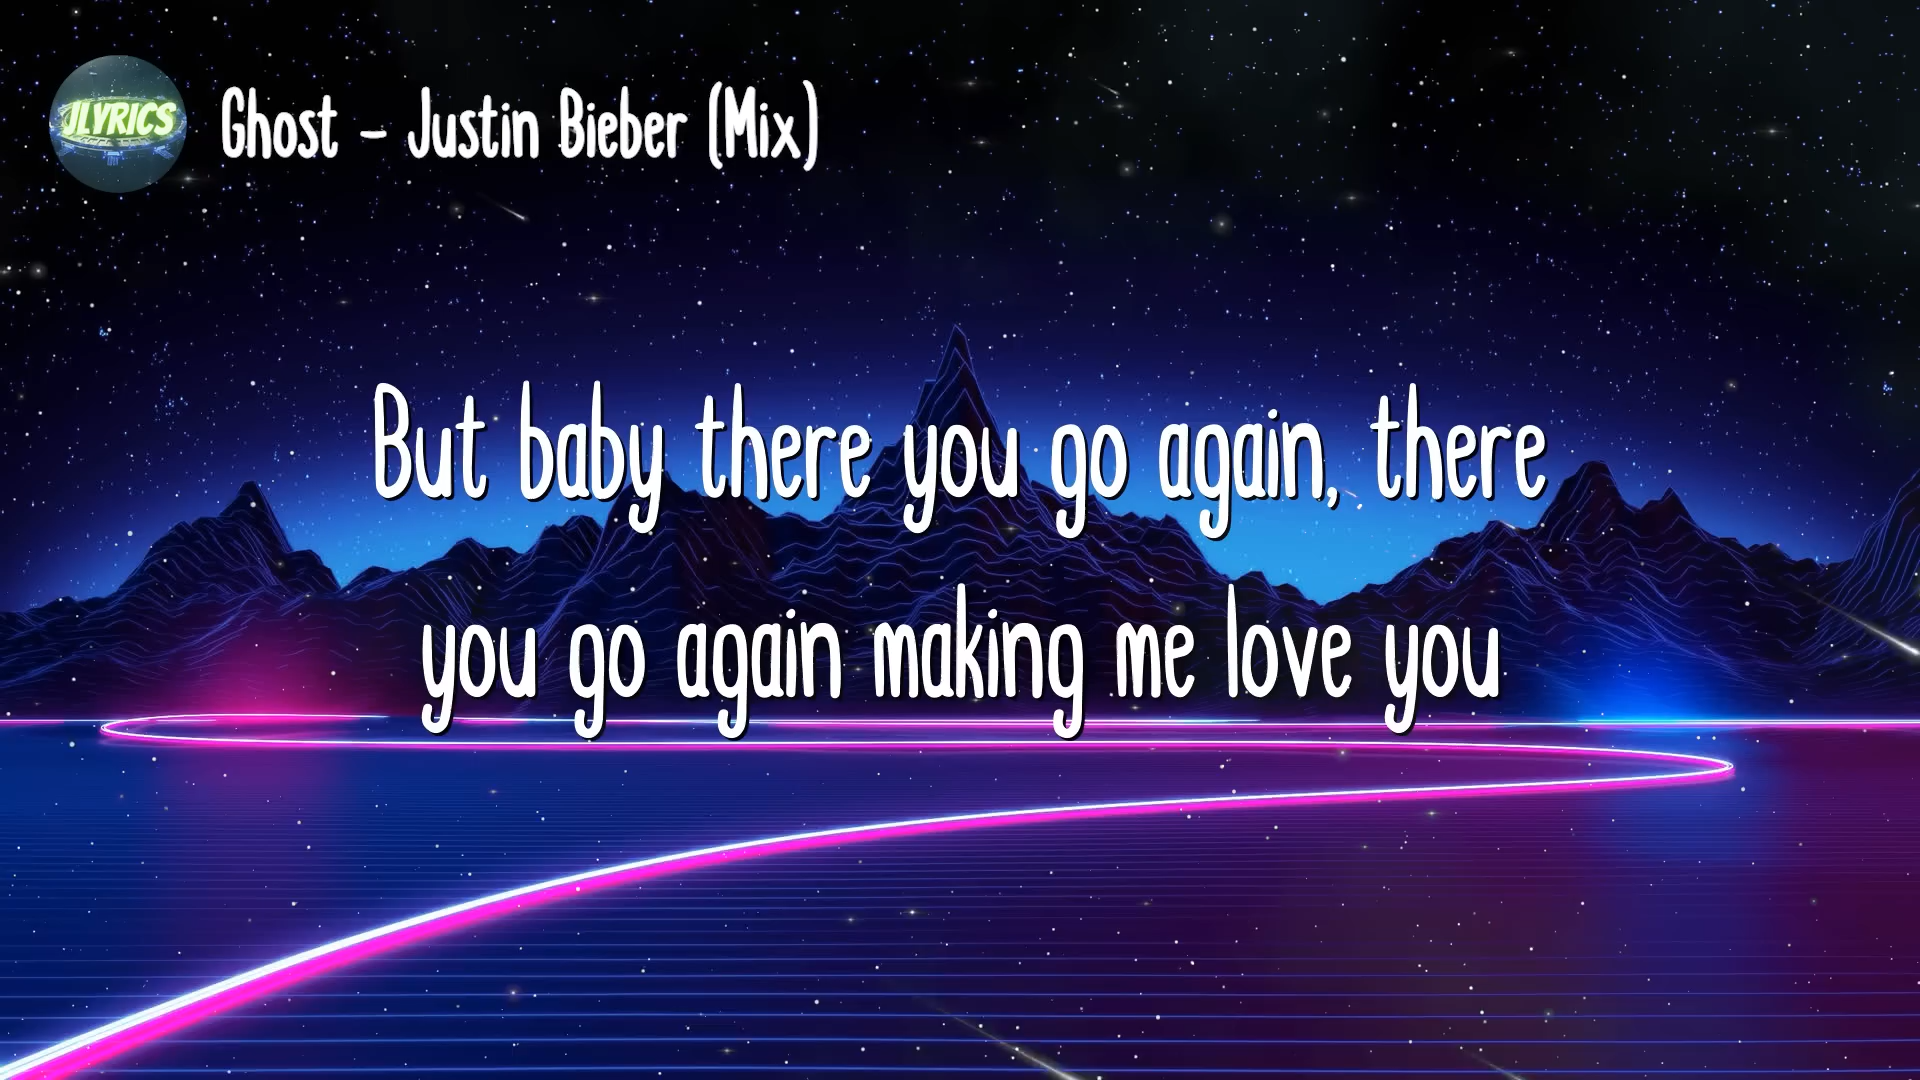 JLYRICS
Ghost - Justin Bieber (Mix)
But baby there you go again, there
you go again making me love you